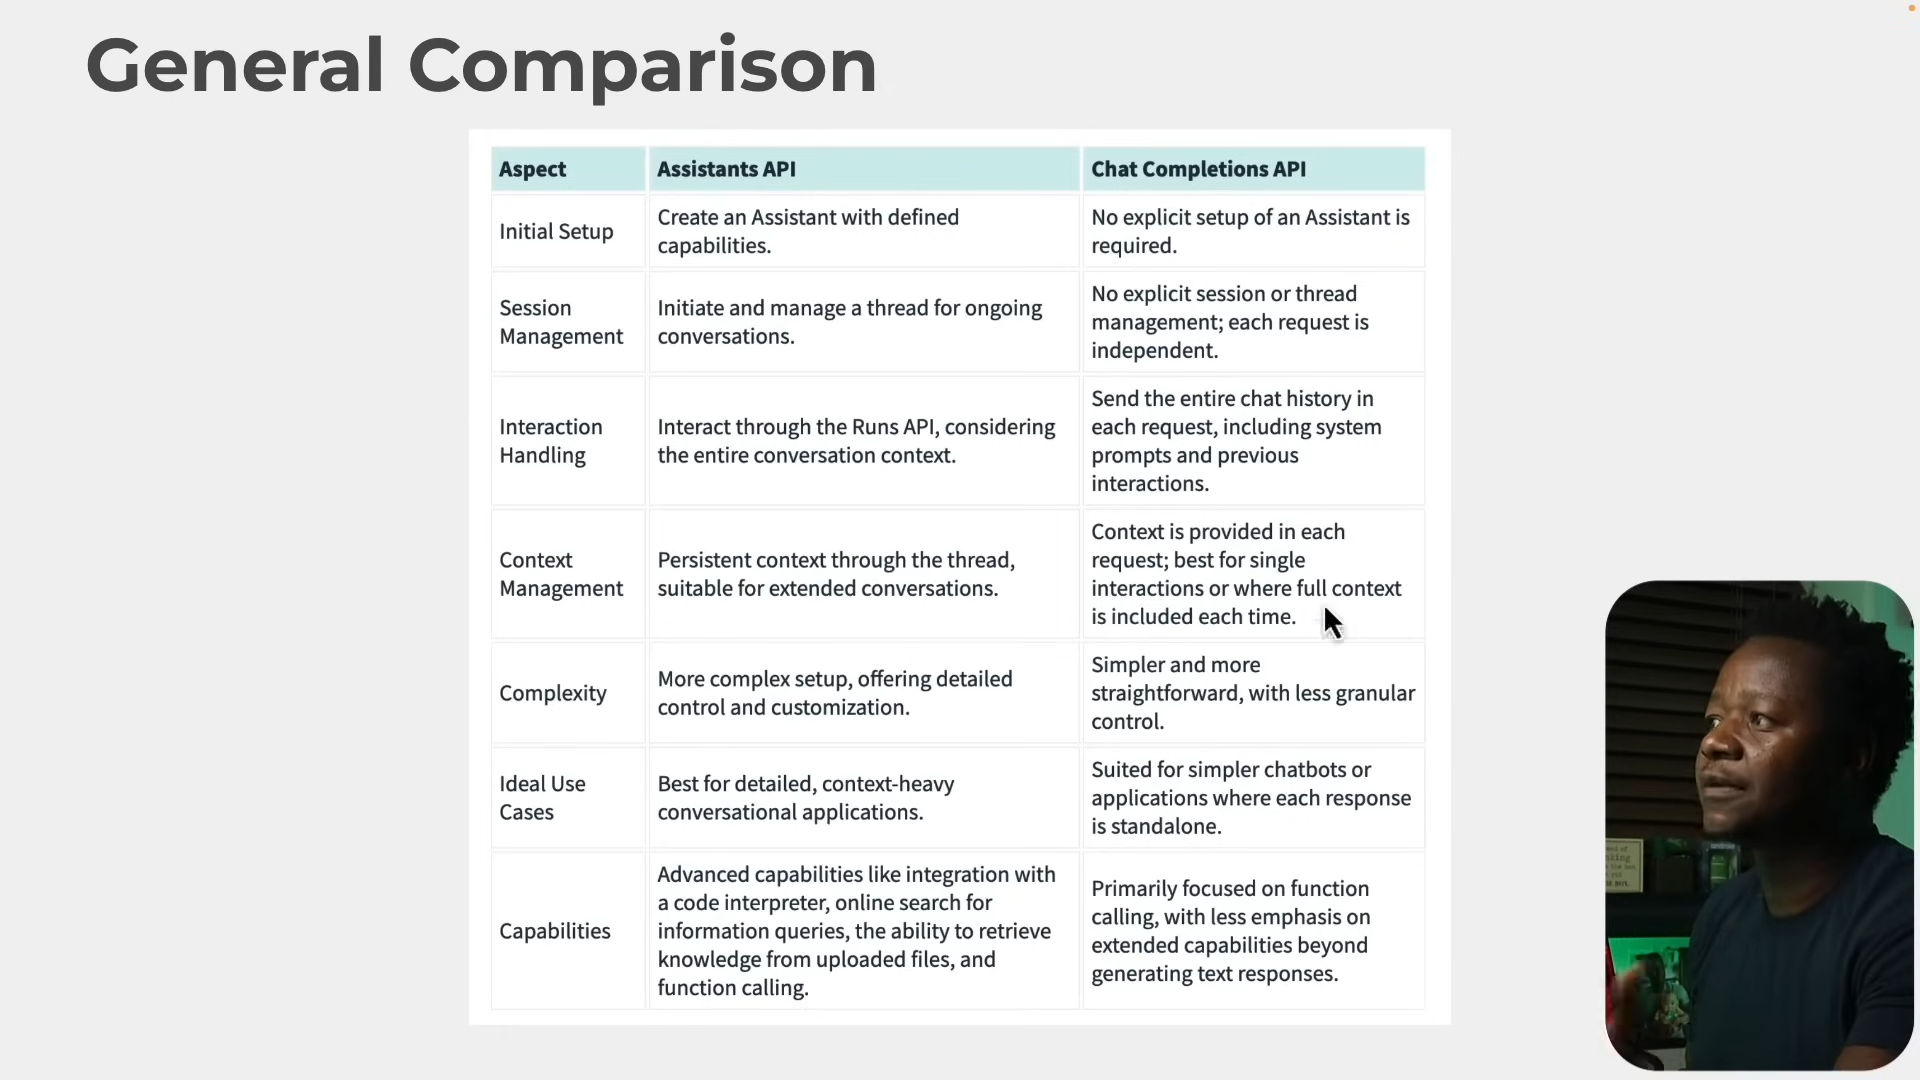 General Comparison
Aspect
Assistants API
Chat Completions API
Initial Setup
Create an Assistant with defined
capabilities.
No explicit setup of an Assistant is
required.
Session
Management
Initiate and manage a thread for ongoing
conversations.
No explicit session or thread
management; each request is
independent.
Interaction
Handling
Interact through the Runs API, considering
the entire conversation context.
Send the entire chat history in
each request, including system
prompts and previous
interactions.
Context
Management
Persistent context through the thread,
suitable for extended conversations.
Context is provided in each
request; best for single
interactions or where full context
is included each time.
Complexity
More complex setup, offering detailed
control and customization.
Simpler and more
straightforward, with less granular
control.
Ideal Use
Cases
Best for detailed, context-heavy
conversational applications.
Suited for simpler chatbots or
applications where each response
is standalone.
Capabilities
Advanced capabilities like integration with
a code interpreter, online search for
information queries, the ability to retrieve
knowledge from uploaded files, and
function calling.
Primarily focused on function
calling, with less emphasis on
extended capabilities beyond
generating text responses.